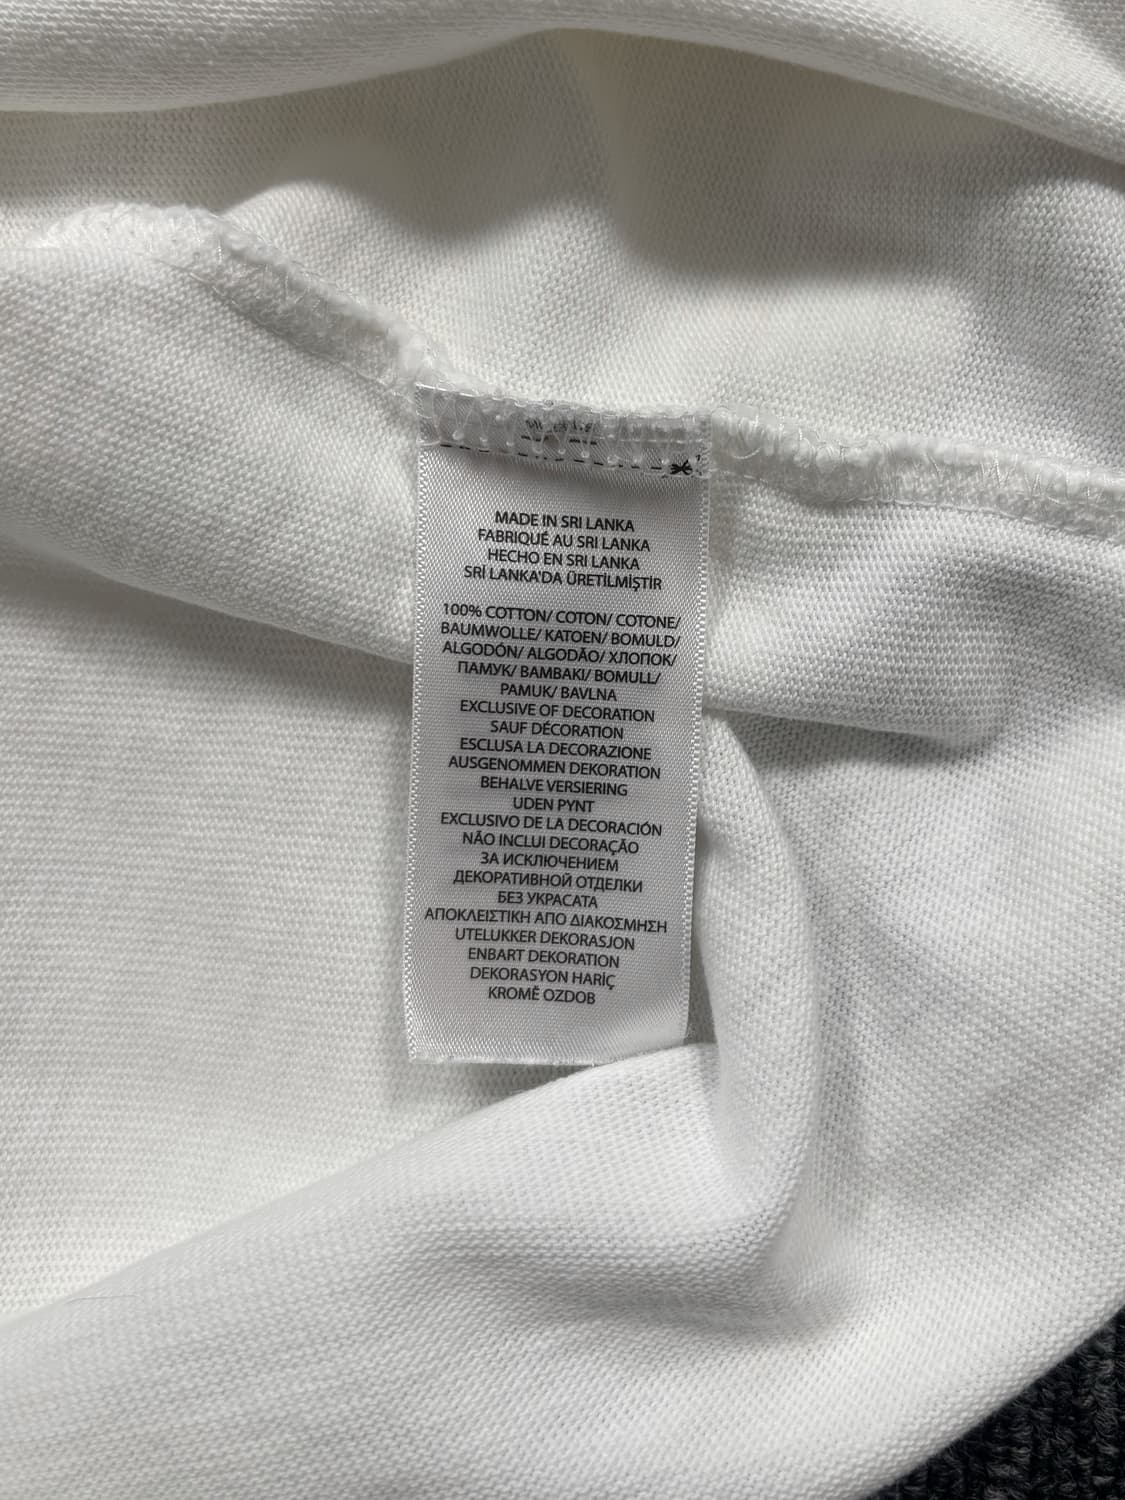 MADE IN SRI LANKA
FABRIQUÉ AU SRI LANKA
HECHO EN SRI LANKA
SRİ LANKA'DA ÜRETİLMİŞTİR
100% COTTON/ COTON/ COTONE/
BAUMWOLLE/ KATOEN/ BOMULD/
ALGODÓN/ ALGODÃO/ ХЛОПОК/
ПАМУК/ BAMBAKI/ BOMULL/
PAMUK/ BAVLNA
EXCLUSIVE OF DECORATION
SAUF DÉCORATION
ESCLUSA LA DECORAZIONE
AUSGENOMMEN DEKORATION
BEHALVE VERSIERING
UDEN PYNT
EXCLUSIVO DE LA DECORACIÓN
NÃO INCLUI DECORAÇÃO
ЗА ИСКЛЮЧЕНИЕМ
ДЕКОРАТИВНОЙ ОТДЕЛКИ
БЕЗ УКРАСАТА
ΑΠΟΚΛΕΙΣΤΙΚΗ ΑΠΟ ΔΙΑΚΟΣΜΗΣΗ
UTELUKKER DEKORASJON
ENBART DEKORATION
DEKORASYON HARİÇ
KROMĚ OZDOB